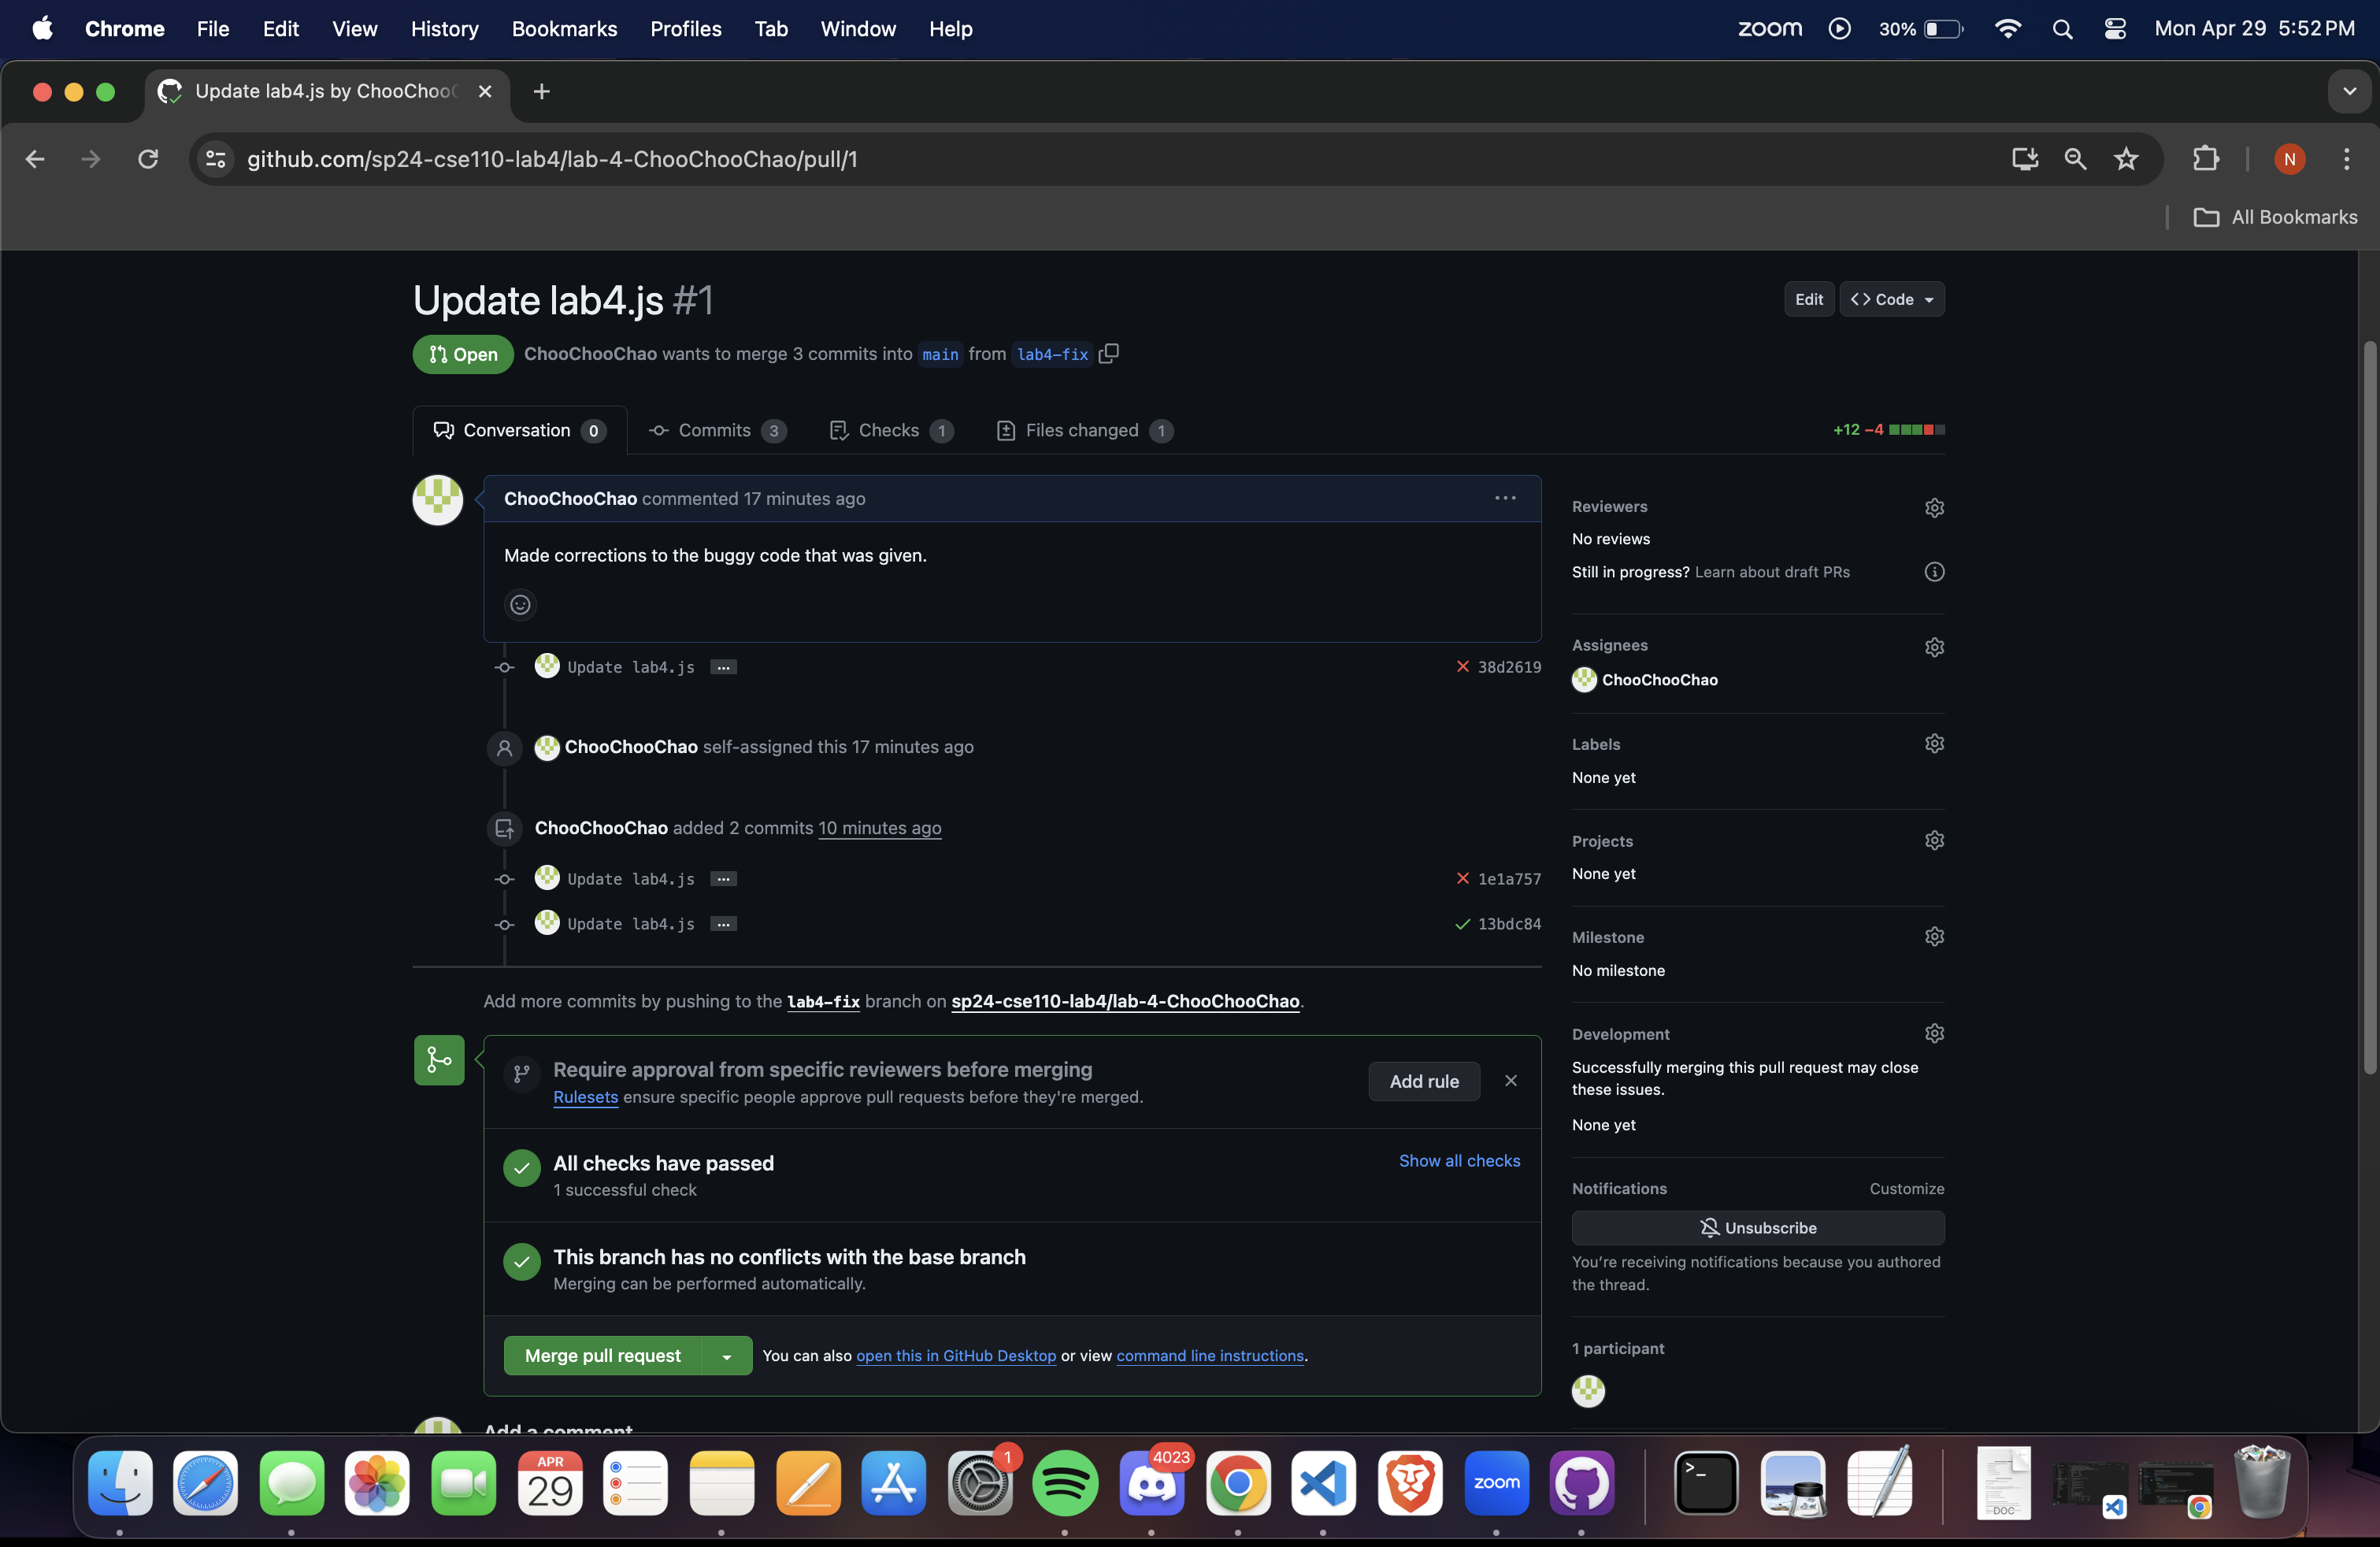 Chrome File Edit View History Bookmarks Profiles Tab Window Help zoom 30% Mon Apr 29 5:52 PM
Update lab4.js by ChooChoo
github.com/sp24-cse110-lab4/lab-4-ChooChooChao/pull/1 N
All Bookmarks
Update lab4.js #1 Edit <> Code
Open ChooChooChao wants to merge 3 commits into main from lab4-fix
Conversation 0 Commits 3 Checks 1 Files changed 1 +12 −4
ChooChooChao commented 17 minutes ago ...
Made corrections to the buggy code that was given.
Update lab4.js ... 38d2619
ChooChooChao self-assigned this 17 minutes ago
ChooChooChao added 2 commits 10 minutes ago
Update lab4.js ... 1e1a757
Update lab4.js ... 13bdc84
Add more commits by pushing to the lab4-fix branch on sp24-cse110-lab4/lab-4-ChooChooChao.
Require approval from specific reviewers before merging
Rulesets ensure specific people approve pull requests before they're merged.
Add rule
All checks have passed
1 successful check
Show all checks
This branch has no conflicts with the base branch
Merging can be performed automatically.
Merge pull request You can also open this in GitHub Desktop or view command line instructions.
Add a comment
Reviewers
No reviews
Still in progress? Learn about draft PRs
Assignees
ChooChooChao
Labels
None yet
Projects
None yet
Milestone
No milestone
Development
Successfully merging this pull request may close
these issues.
None yet
Notifications Customize
Unsubscribe
You're receiving notifications because you authored
the thread.
1 participant
APR
29
1
4023
zoom
>_
DOC